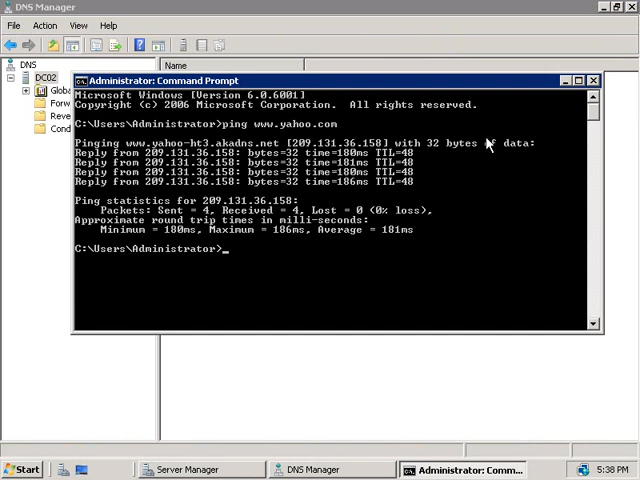 DNS Manager
File Action View Help
DNS
Name
DC02
Globa
Forw
Reve
Cond
Administrator: Command Prompt
Microsoft Windows [Version 6.0.6001]
Copyright (c) 2006 Microsoft Corporation. All rights reserved.
C:\Users\Administrator>ping www.yahoo.com
Pinging www.yahoo-ht3.akadns.net [209.131.36.158] with 32 bytes of data:
Reply from 209.131.36.158: bytes=32 time=180ms TTL=48
Reply from 209.131.36.158: bytes=32 time=181ms TTL=48
Reply from 209.131.36.158: bytes=32 time=180ms TTL=48
Reply from 209.131.36.158: bytes=32 time=186ms TTL=48
Ping statistics for 209.131.36.158:
Packets: Sent = 4, Received = 4, Lost = 0 (0% loss),
Approximate round trip times in milli-seconds:
Minimum = 180ms, Maximum = 186ms, Average = 181ms
C:\Users\Administrator>_
Start
Server Manager
DNS Manager
Administrator: Comm...
5:38 PM